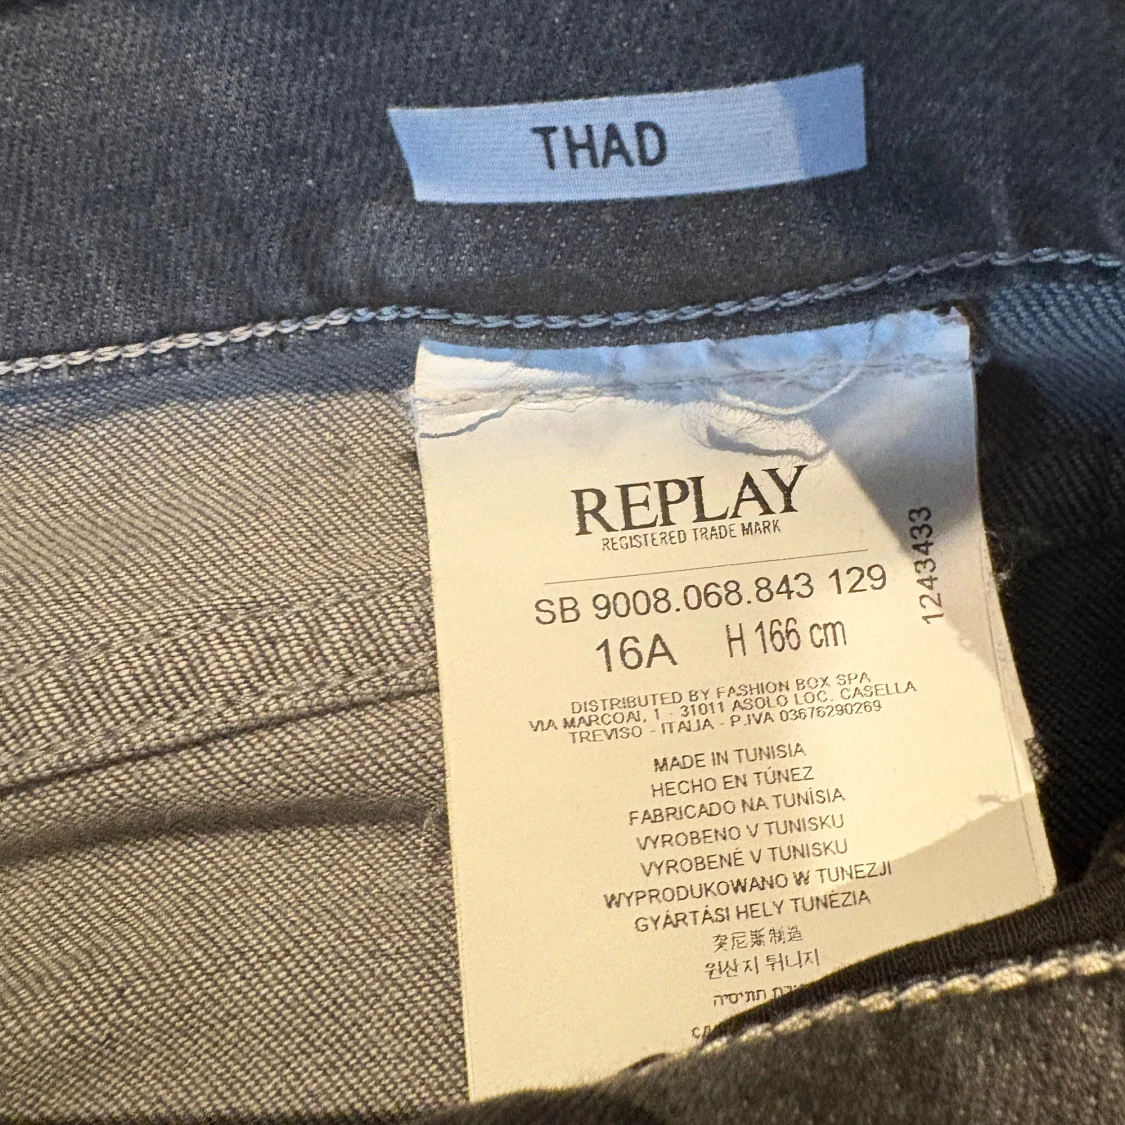 THAD
REPLAY
REGISTERED TRADE MARK
SB 9008.068.843 129
16A H 166 cm
1243433
DISTRIBUTED BY FASHION BOX SPA
VIA MARCOAI, 1 - 31011 ASOLO LOC. CASELLA
TREVISO - ITALIA - P.IVA 03676290269
MADE IN TUNISIA
HECHO EN TÚNEZ
FABRICADO NA TUNÍSIA
VYROBENO V TUNISKU
VYROBENÉ V TUNISKU
WYPRODUKOWANO W TUNEZJI
GYÁRTÁSI HELY TUNÉZIA
突尼斯制造
원산지 튀니지